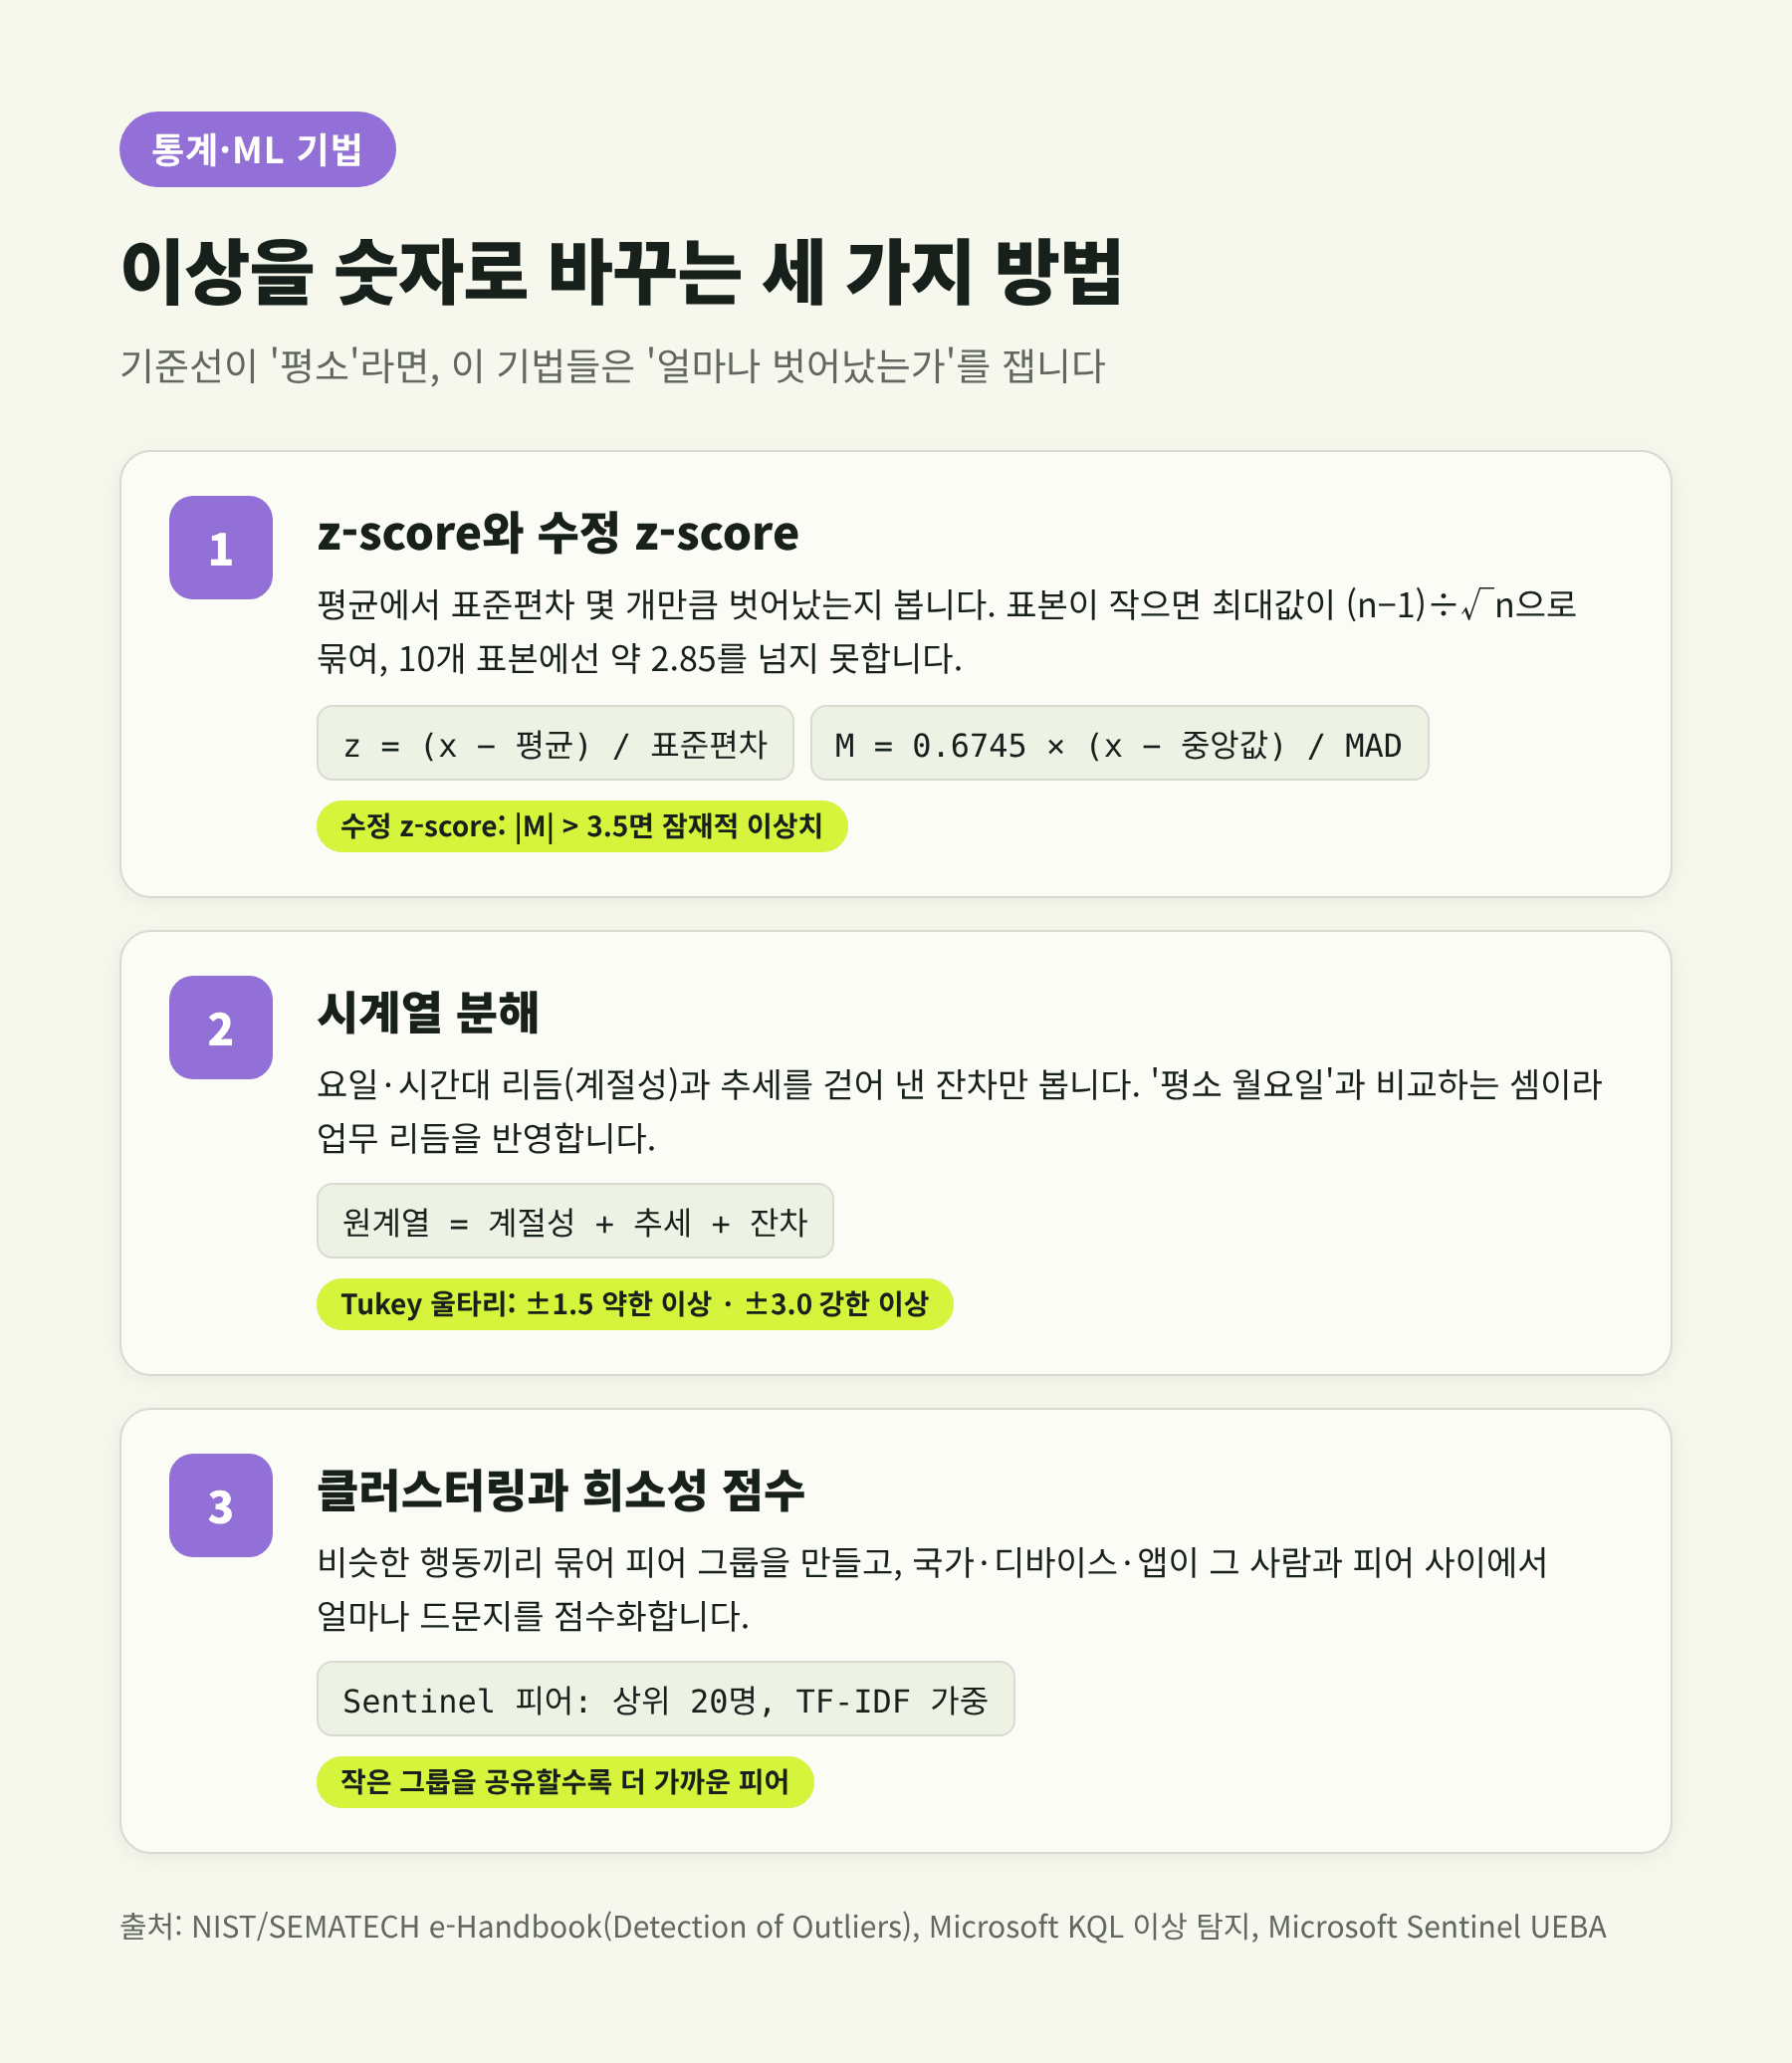 통계·ML 기법
이상을 숫자로 바꾸는 세 가지 방법
기준선이 '평소'라면, 이 기법들은 '얼마나 벗어났는가'를 잽니다
1
z-score와 수정 z-score
평균에서 표준편차 몇 개만큼 벗어났는지 봅니다. 표본이 작으면 최대값이 (n−1)÷√n으로
묶여, 10개 표본에선 약 2.85를 넘지 못합니다.
z = (x − 평균) / 표준편차
M = 0.6745 × (x − 중앙값) / MAD
수정 z-score: |M| > 3.5면 잠재적 이상치
2
시계열 분해
요일·시간대 리듬(계절성)과 추세를 걷어 낸 잔차만 봅니다. '평소 월요일'과 비교하는 셈이라
업무 리듬을 반영합니다.
원계열 = 계절성 + 추세 + 잔차
Tukey 울타리: ±1.5 약한 이상 · ±3.0 강한 이상
3
클러스터링과 희소성 점수
비슷한 행동끼리 묶어 피어 그룹을 만들고, 국가·디바이스·앱이 그 사람과 피어 사이에서
얼마나 드문지를 점수화합니다.
Sentinel 피어: 상위 20명, TF-IDF 가중
작은 그룹을 공유할수록 더 가까운 피어
출처: NIST/SEMATECH e-Handbook(Detection of Outliers), Microsoft KQL 이상 탐지, Microsoft Sentinel UEBA